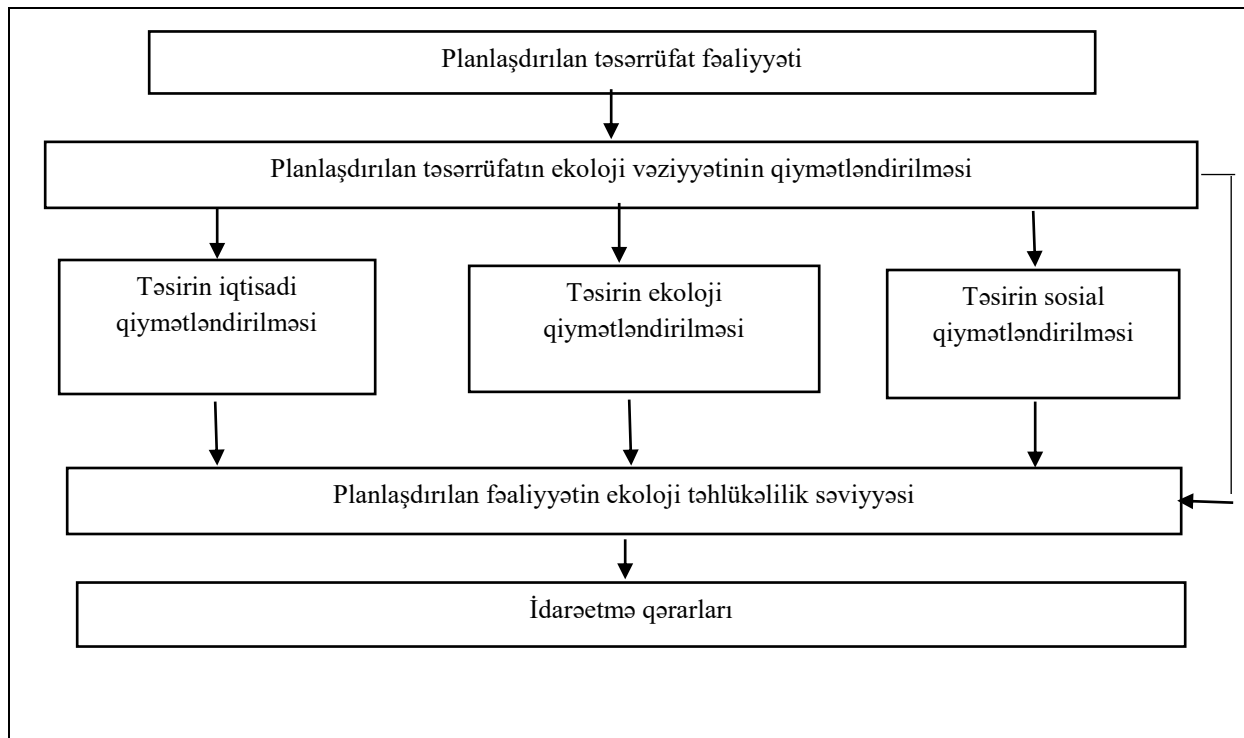 Planlaşdırılan təsərrüfat fəaliyyəti
Planlaşdırılan təsərrüfatın ekoloji vəziyyətinin qiymətləndirilməsi
Təsirin iqtisadi
qiymətləndirilməsi
Təsirin ekoloji
qiymətləndirilməsi
Təsirin sosial
qiymətləndirilməsi
Planlaşdırılan fəaliyyətin ekoloji təhlükəlilik səviyyəsi
İdarəetmə qərarları